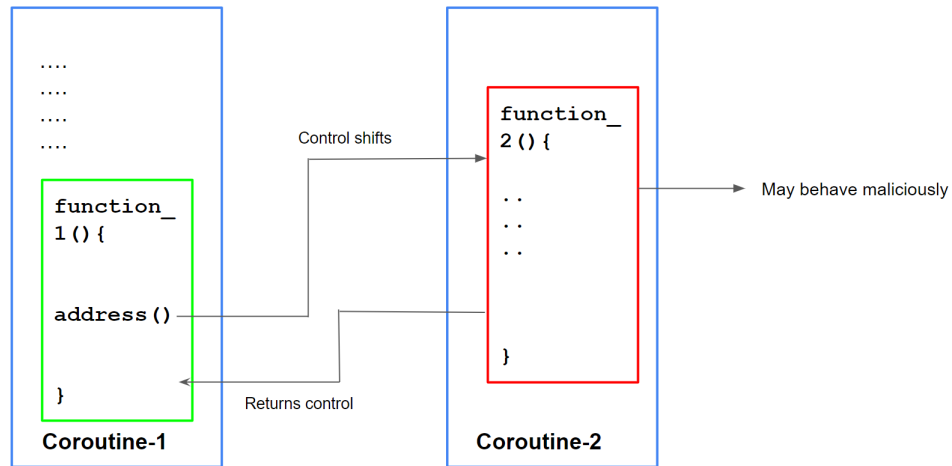 ....
....
....
....
function_
1(){
address()
}
Coroutine-1
Control shifts
Returns control
function_
2(){
..
..
..
}
Coroutine-2
May behave maliciously